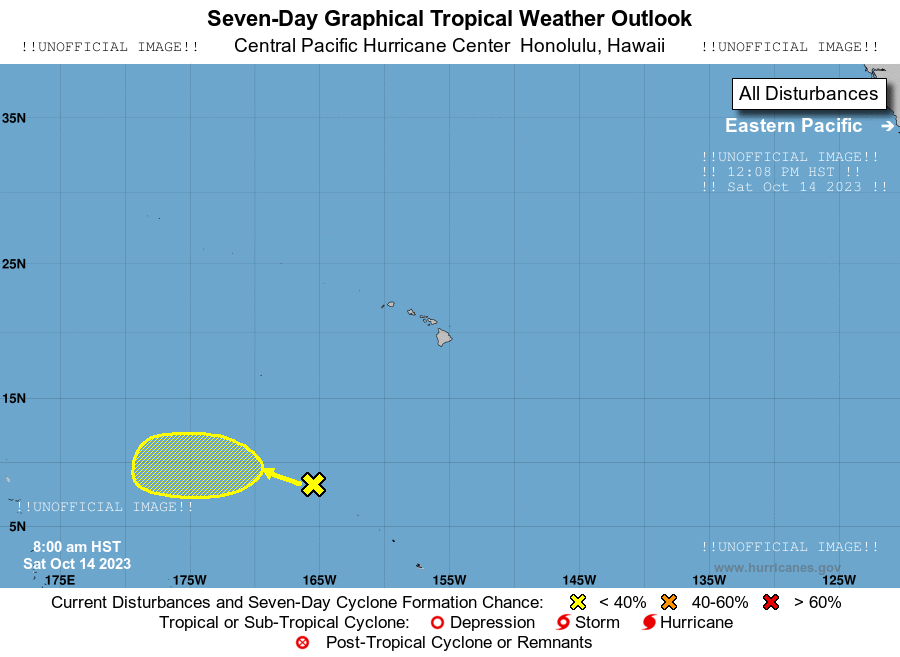 Seven-Day Graphical Tropical Weather Outlook
!!UNOFFICIAL IMAGE!! Central Pacific Hurricane Center Honolulu, Hawaii !!UNOFFICIAL IMAGE!!
All Disturbances
35N
Eastern Pacific ➔
!!UNOFFICIAL IMAGE!!
!! 12:08 PM HST !!
!! Sat Oct 14 2023 !!
25N
15N
!!UNOFFICIAL IMAGE!!
5N
8:00 am HST
Sat Oct 14 2023
!!UNOFFICIAL IMAGE!!
www.hurricanes.gov
175E 175W 165W 155W 145W 135W 125W
Current Disturbances and Seven-Day Cyclone Formation Chance: < 40% 40-60% > 60%
Tropical or Sub-Tropical Cyclone: Depression Storm Hurricane
Post-Tropical Cyclone or Remnants